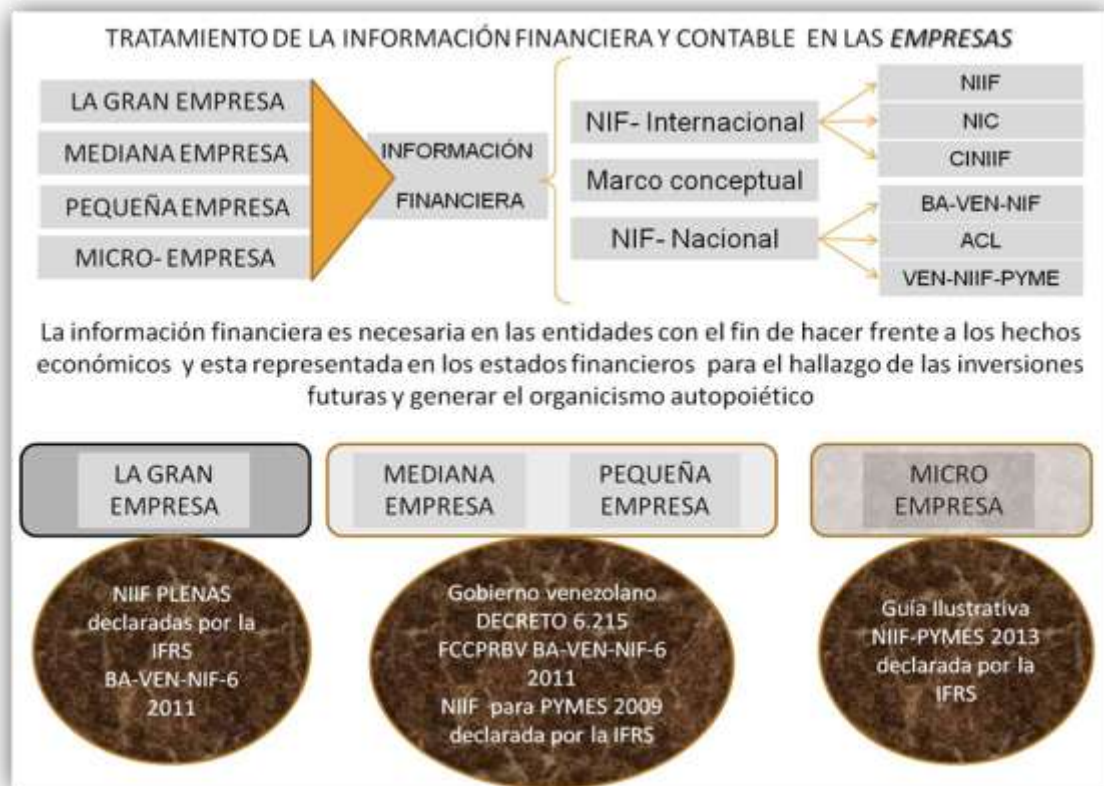 TRATAMIENTO DE LA INFORMACIÓN FINANCIERA Y CONTABLE EN LAS EMPRESAS
LA GRAN EMPRESA
MEDIANA EMPRESA
PEQUEÑA EMPRESA
MICRO- EMPRESA
INFORMACIÓN
FINANCIERA
NIF- Internacional
Marco conceptual
NIF- Nacional
NIIF
NIC
CINIIF
BA-VEN-NIF
ACL
VEN-NIIF-PYME
La información financiera es necesaria en las entidades con el fin de hacer frente a los hechos
económicos y esta representada en los estados financieros para el hallazgo de las inversiones
futuras y generar el organicismo autopoiético
LA GRAN
EMPRESA
MEDIANA
EMPRESA
PEQUEÑA
EMPRESA
MICRO
EMPRESA
NIIF PLENAS
declaradas por la
IFRS
BA-VEN-NIF-6
2011
Gobierno venezolano
DECRETO 6.215
FCCPRBV BA-VEN-NIF-6
2011
NIIF para PYMES 2009
declarada por la IFRS
Guía Ilustrativa
NIIF-PYMES 2013
declarada por la
IFRS